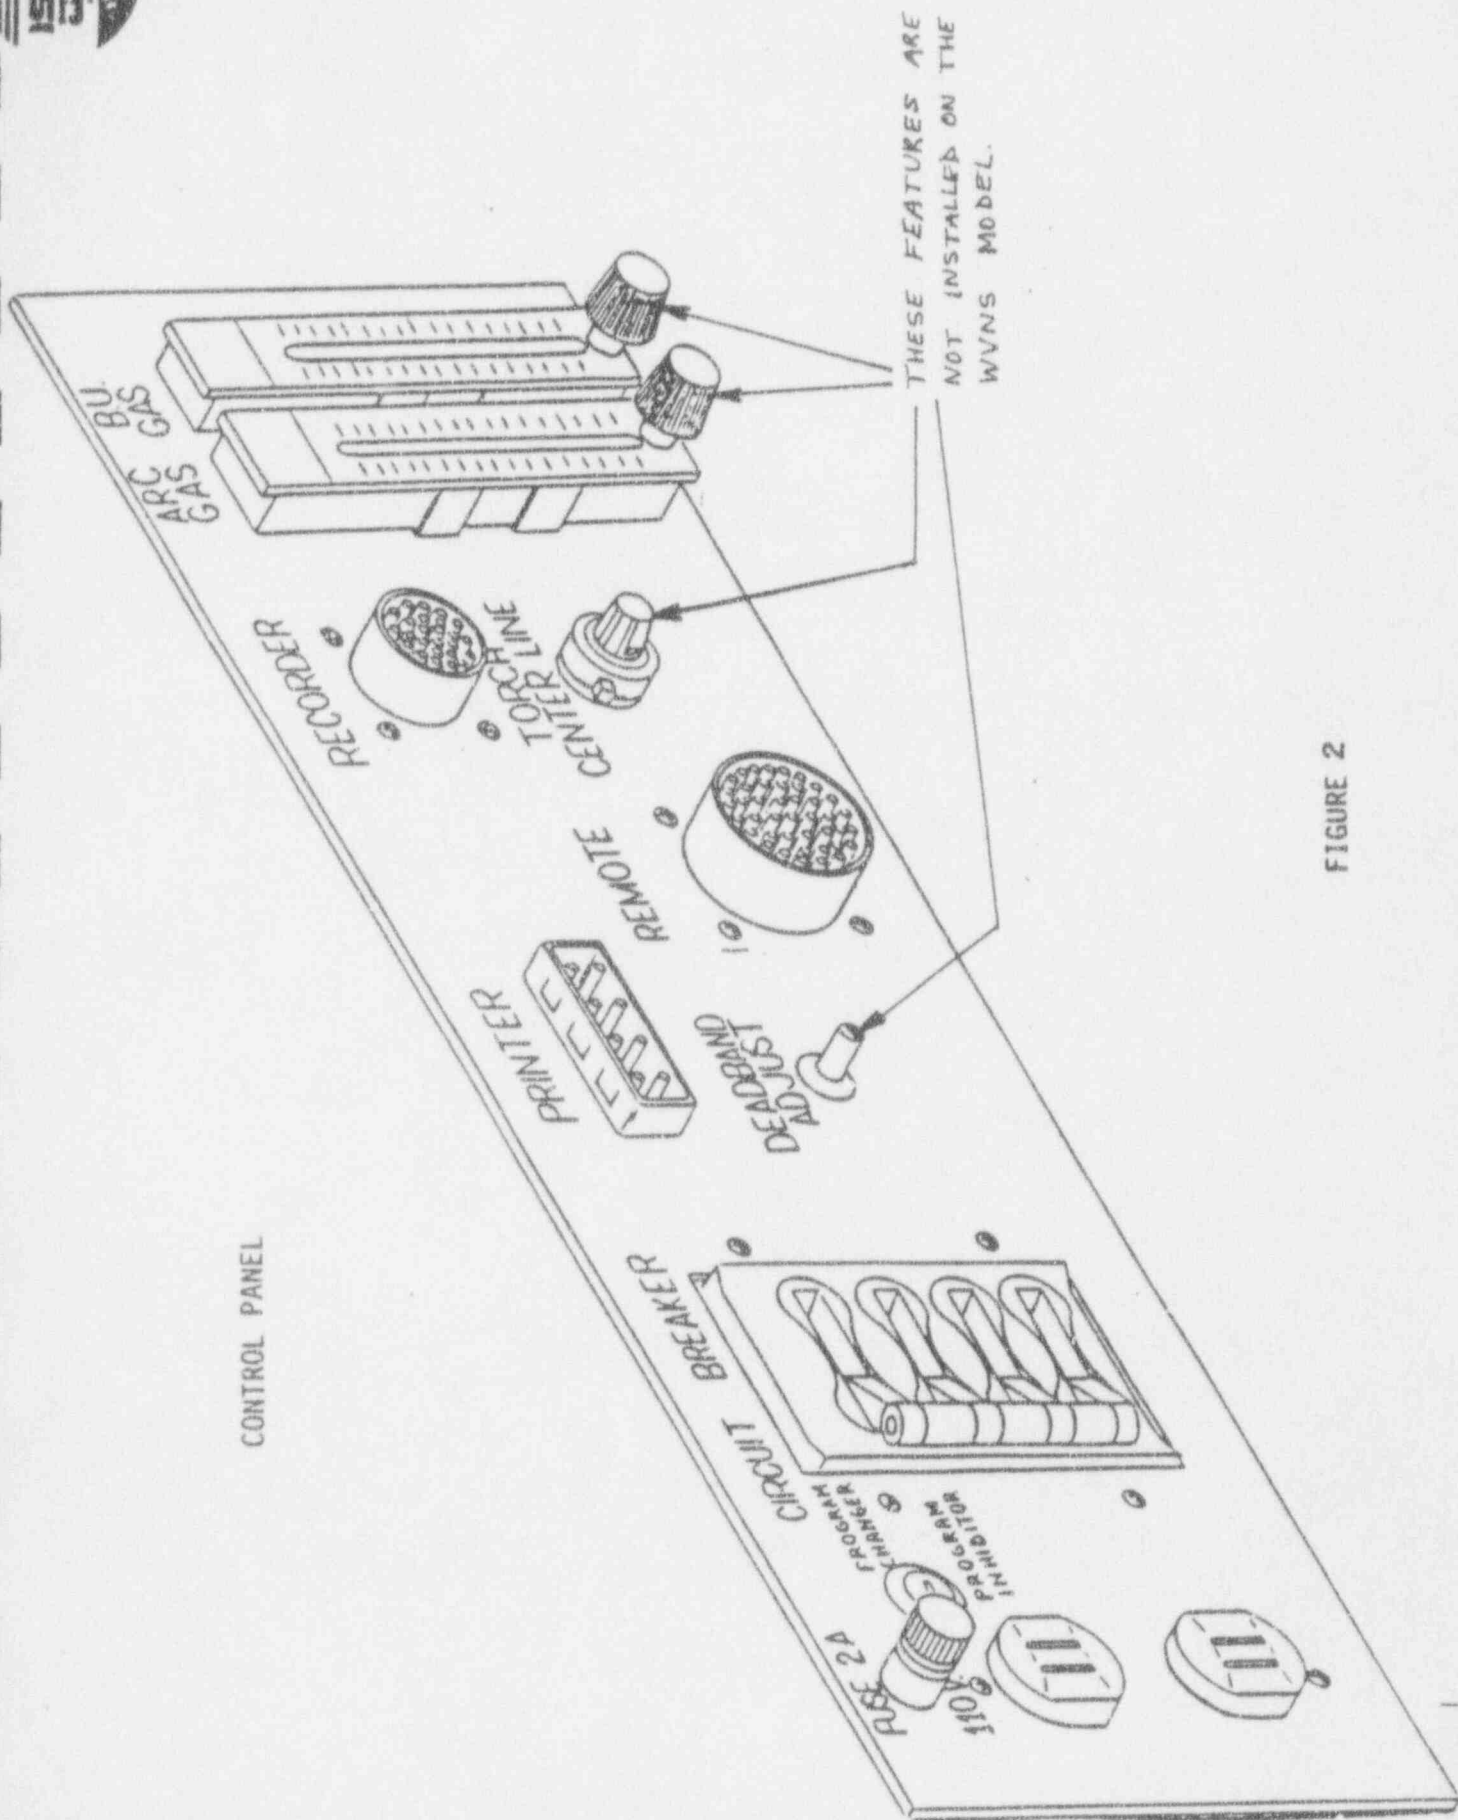 CONTROL PANEL
FUSE 2A
110V.
PROGRAM
CHANGER
PROGRAM
INHIBITOR
CIRCUIT BREAKER
PRINTER
DEADBAND
ADJUST
REMOTE
RECORDER
TORCH
CENTER LINE
ARC
GAS
B.U.
GAS
THESE FEATURES ARE
NOT INSTALLED ON THE
WVNS MODEL.
FIGURE 2